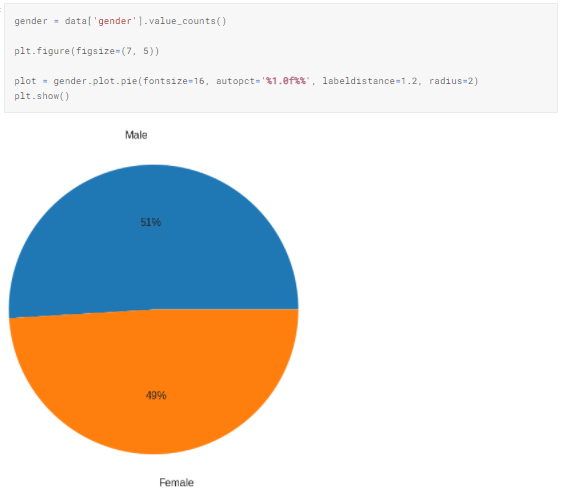 gender = data['gender'].value_counts()
plt.figure(figsize=(7, 5))
plot = gender.plot.pie(fontsize=16, autopct='%1.0f%%', labeldistance=1.2, radius=2)
plt.show()
Male
51%
49%
Female